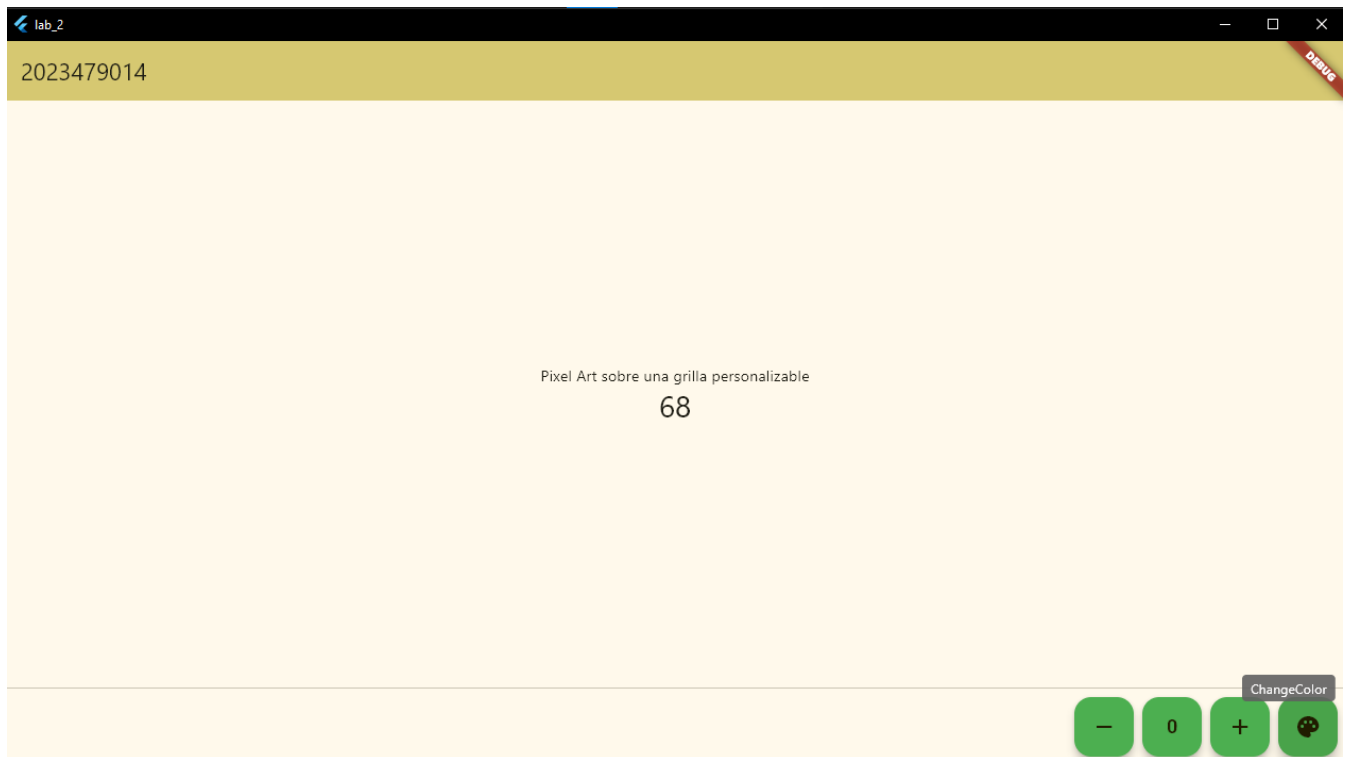 lab_2
2023479014
DEBUG
Pixel Art sobre una grilla personalizable
68
ChangeColor
− 0 +